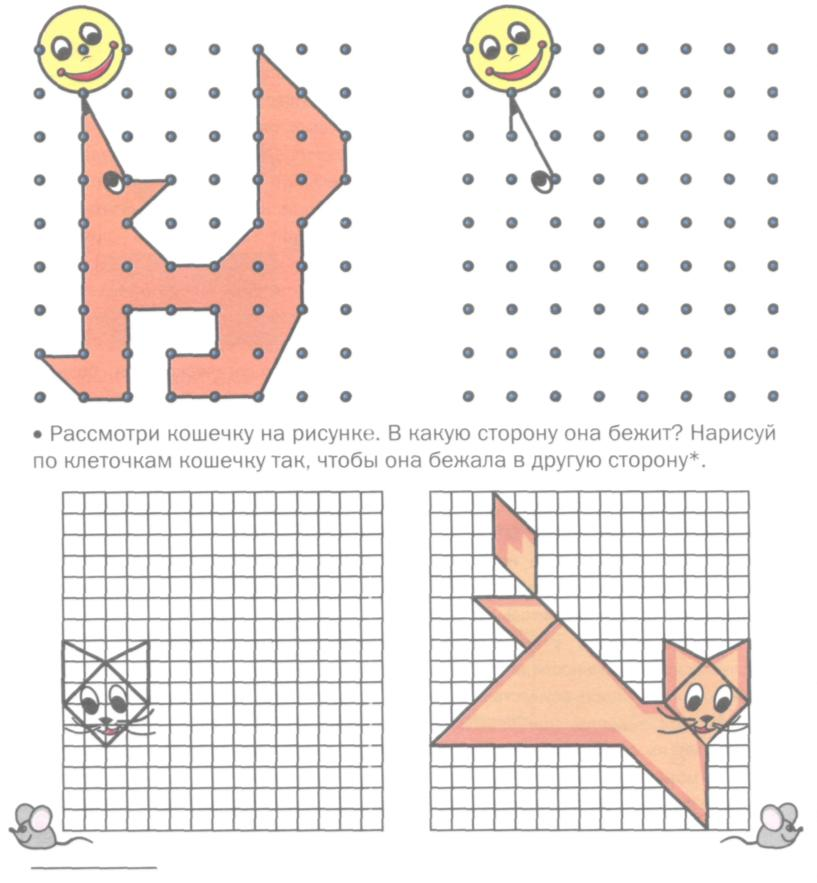 • Рассмотри кошечку на рисунке. В какую сторону она бежит? Нарисуй
по клеточкам кошечку так, чтобы она бежала в другую сторону*.